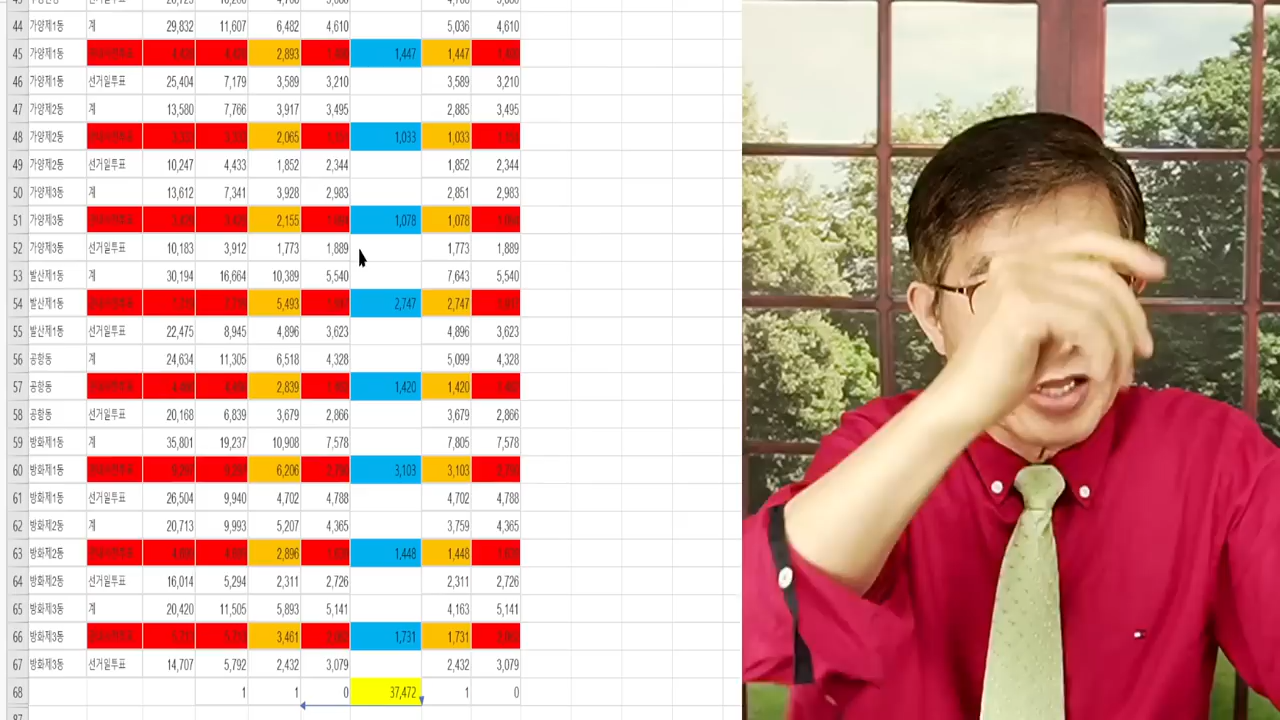 44 가양제1동 계 29,832 11,607 6,482 4,610 5,036 4,610
45 가양제1동 2,893 1,447 1,447
46 가양제1동 선거일투표 25,404 7,179 3,589 3,210 3,589 3,210
47 가양제2동 계 13,580 7,766 3,917 3,495 2,885 3,495
48 가양제2동 2,065 1,033 1,033
49 가양제2동 선거일투표 10,247 4,433 1,852 2,344 1,852 2,344
50 가양제3동 계 13,612 7,341 3,928 2,983 2,851 2,983
51 가양제3동 2,155 1,078 1,078
52 가양제3동 선거일투표 10,183 3,912 1,773 1,889 1,773 1,889
53 발산제1동 계 30,194 16,664 10,389 5,540 7,643 5,540
54 발산제1동 5,493 2,747 2,747
55 발산제1동 선거일투표 22,475 8,945 4,896 3,623 4,896 3,623
56 공항동 계 24,634 11,305 6,518 4,328 5,099 4,328
57 공항동 2,839 1,420 1,420
58 공항동 선거일투표 20,168 6,839 3,679 2,866 3,679 2,866
59 방화제1동 계 35,801 19,237 10,908 7,578 7,805 7,578
60 방화제1동 6,206 3,103 3,103
61 방화제1동 선거일투표 26,504 9,940 4,702 4,788 4,702 4,788
62 방화제2동 계 20,713 9,993 5,207 4,365 3,759 4,365
63 방화제2동 2,896 1,448 1,448
64 방화제2동 선거일투표 16,014 5,294 2,311 2,726 2,311 2,726
65 방화제3동 계 20,420 11,505 5,893 5,141 4,163 5,141
66 방화제3동 3,461 1,731 1,731
67 방화제3동 선거일투표 14,707 5,792 2,432 3,079 2,432 3,079
68 1 1 0 37,472 1 0